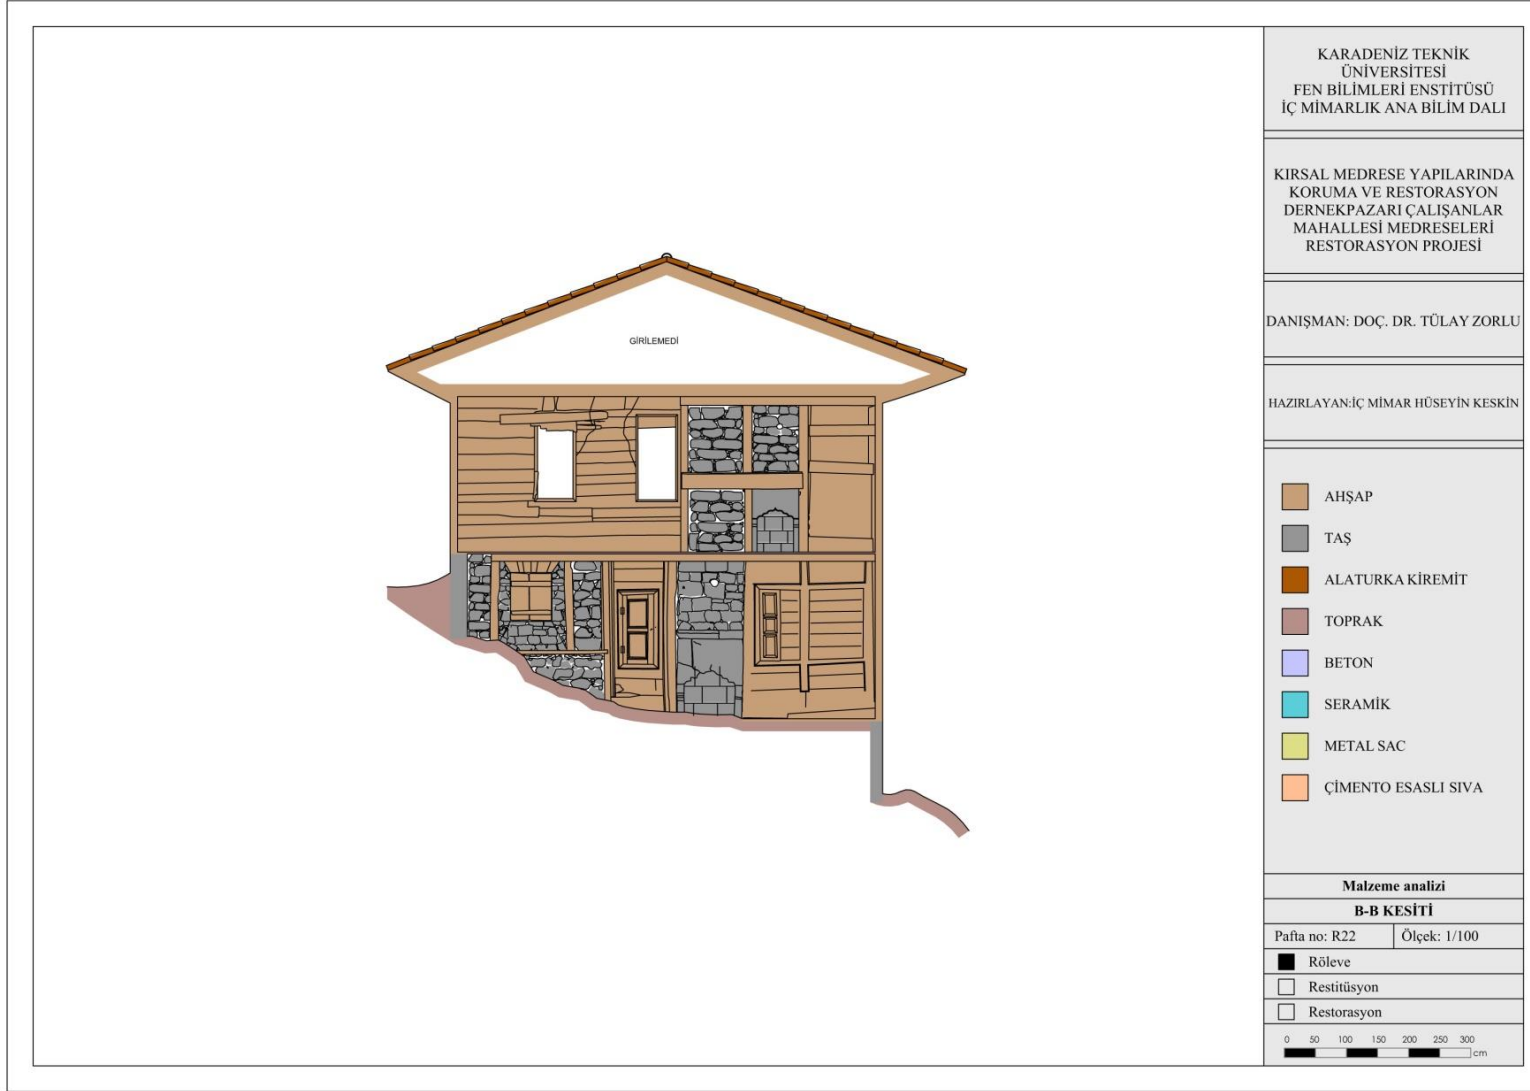 GİRİLEMEDİ
KARADENİZ TEKNİK
ÜNİVERSİTESİ
FEN BİLİMLERİ ENSTİTÜSÜ
İÇ MİMARLIK ANA BİLİM DALI
KIRSAL MEDRESE YAPILARINDA
KORUMA VE RESTORASYON
DERNEKPAZARI ÇALIŞANLAR
MAHALLESİ MEDRESELERİ
RESTORASYON PROJESİ
DANIŞMAN: DOÇ. DR. TÜLAY ZORLU
HAZIRLAYAN:İÇ MİMAR HÜSEYİN KESKİN
AHŞAP
TAŞ
ALATURKA KİREMİT
TOPRAK
BETON
SERAMİK
METAL SAC
ÇİMENTO ESASLI SIVA
Malzeme analizi
B-B KESİTİ
Pafta no: R22 Ölçek: 1/100
Röleve
Restitüsyon
Restorasyon
0 50 100 150 200 250 300
cm